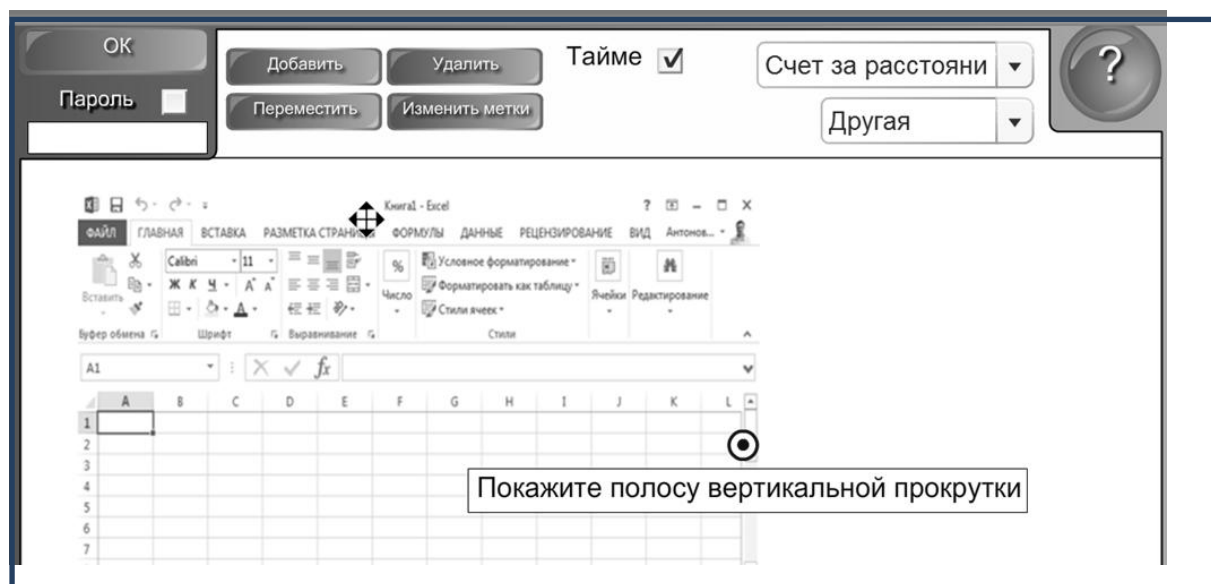 ОК
Пароль
Добавить
Удалить
Переместить
Изменить метки
Тайме
Счет за расстояни
Другая
?
Книга1 - Excel
?
ФАЙЛ ГЛАВНАЯ ВСТАВКА РАЗМЕТКА СТРАНИЦЫ ФОРМУЛЫ ДАННЫЕ РЕЦЕНЗИРОВАНИЕ ВИД Антонов...
Вставить
Calibri 11
Ж К Ч A A
A
%
Число
Условное форматирование
Форматировать как таблицу
Стили ячеек
Ячейки
Редактирование
Буфер обмена Шрифт Выравнивание Стили
A1 fx
A B C D E F G H I J K L
1
2
3
4
5
6
7
Покажите полосу вертикальной прокрутки